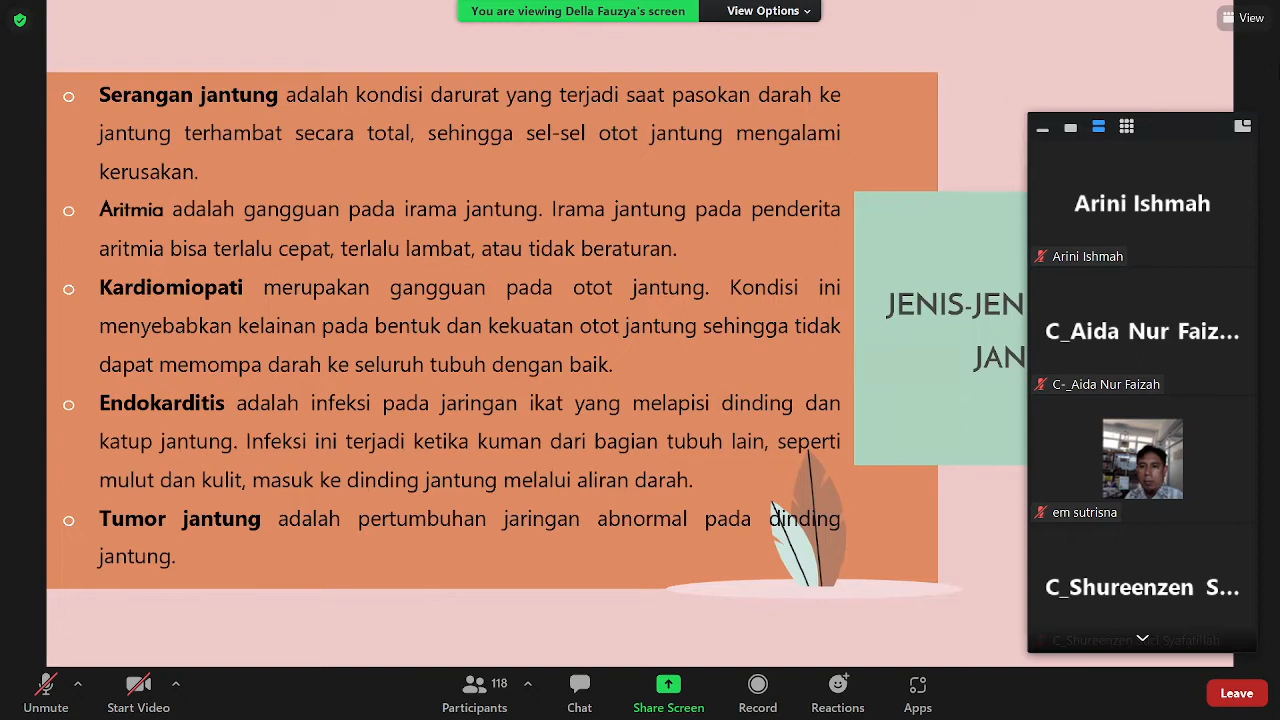 You are viewing Della Fauzya's screen
View Options
View
Serangan jantung adalah kondisi darurat yang terjadi saat pasokan darah ke
jantung terhambat secara total, sehingga sel-sel otot jantung mengalami
kerusakan.
Aritmia adalah gangguan pada irama jantung. Irama jantung pada penderita
aritmia bisa terlalu cepat, terlalu lambat, atau tidak beraturan.
Kardiomiopati merupakan gangguan pada otot jantung. Kondisi ini
menyebabkan kelainan pada bentuk dan kekuatan otot jantung sehingga tidak
dapat memompa darah ke seluruh tubuh dengan baik.
Endokarditis adalah infeksi pada jaringan ikat yang melapisi dinding dan
katup jantung. Infeksi ini terjadi ketika kuman dari bagian tubuh lain, seperti
mulut dan kulit, masuk ke dinding jantung melalui aliran darah.
Tumor jantung adalah pertumbuhan jaringan abnormal pada dinding
jantung.
JENIS-JEN
JAN
Arini Ishmah
Arini Ishmah
C_Aida Nur Faiz...
C-_Aida Nur Faizah
em sutrisna
C_Shureenzen S...
C_Shureenzen Suci Syafatillah
Unmute
Start Video
118
Participants
Chat
Share Screen
Record
Reactions
Apps
Leave